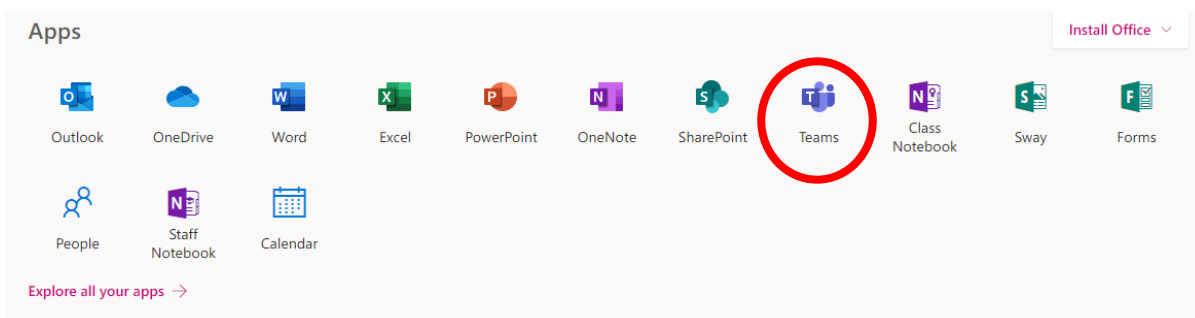 Apps
Install Office
Outlook
OneDrive
Word
Excel
PowerPoint
OneNote
SharePoint
Teams
Class
Notebook
Sway
Forms
People
Staff
Notebook
Calendar
Explore all your apps →